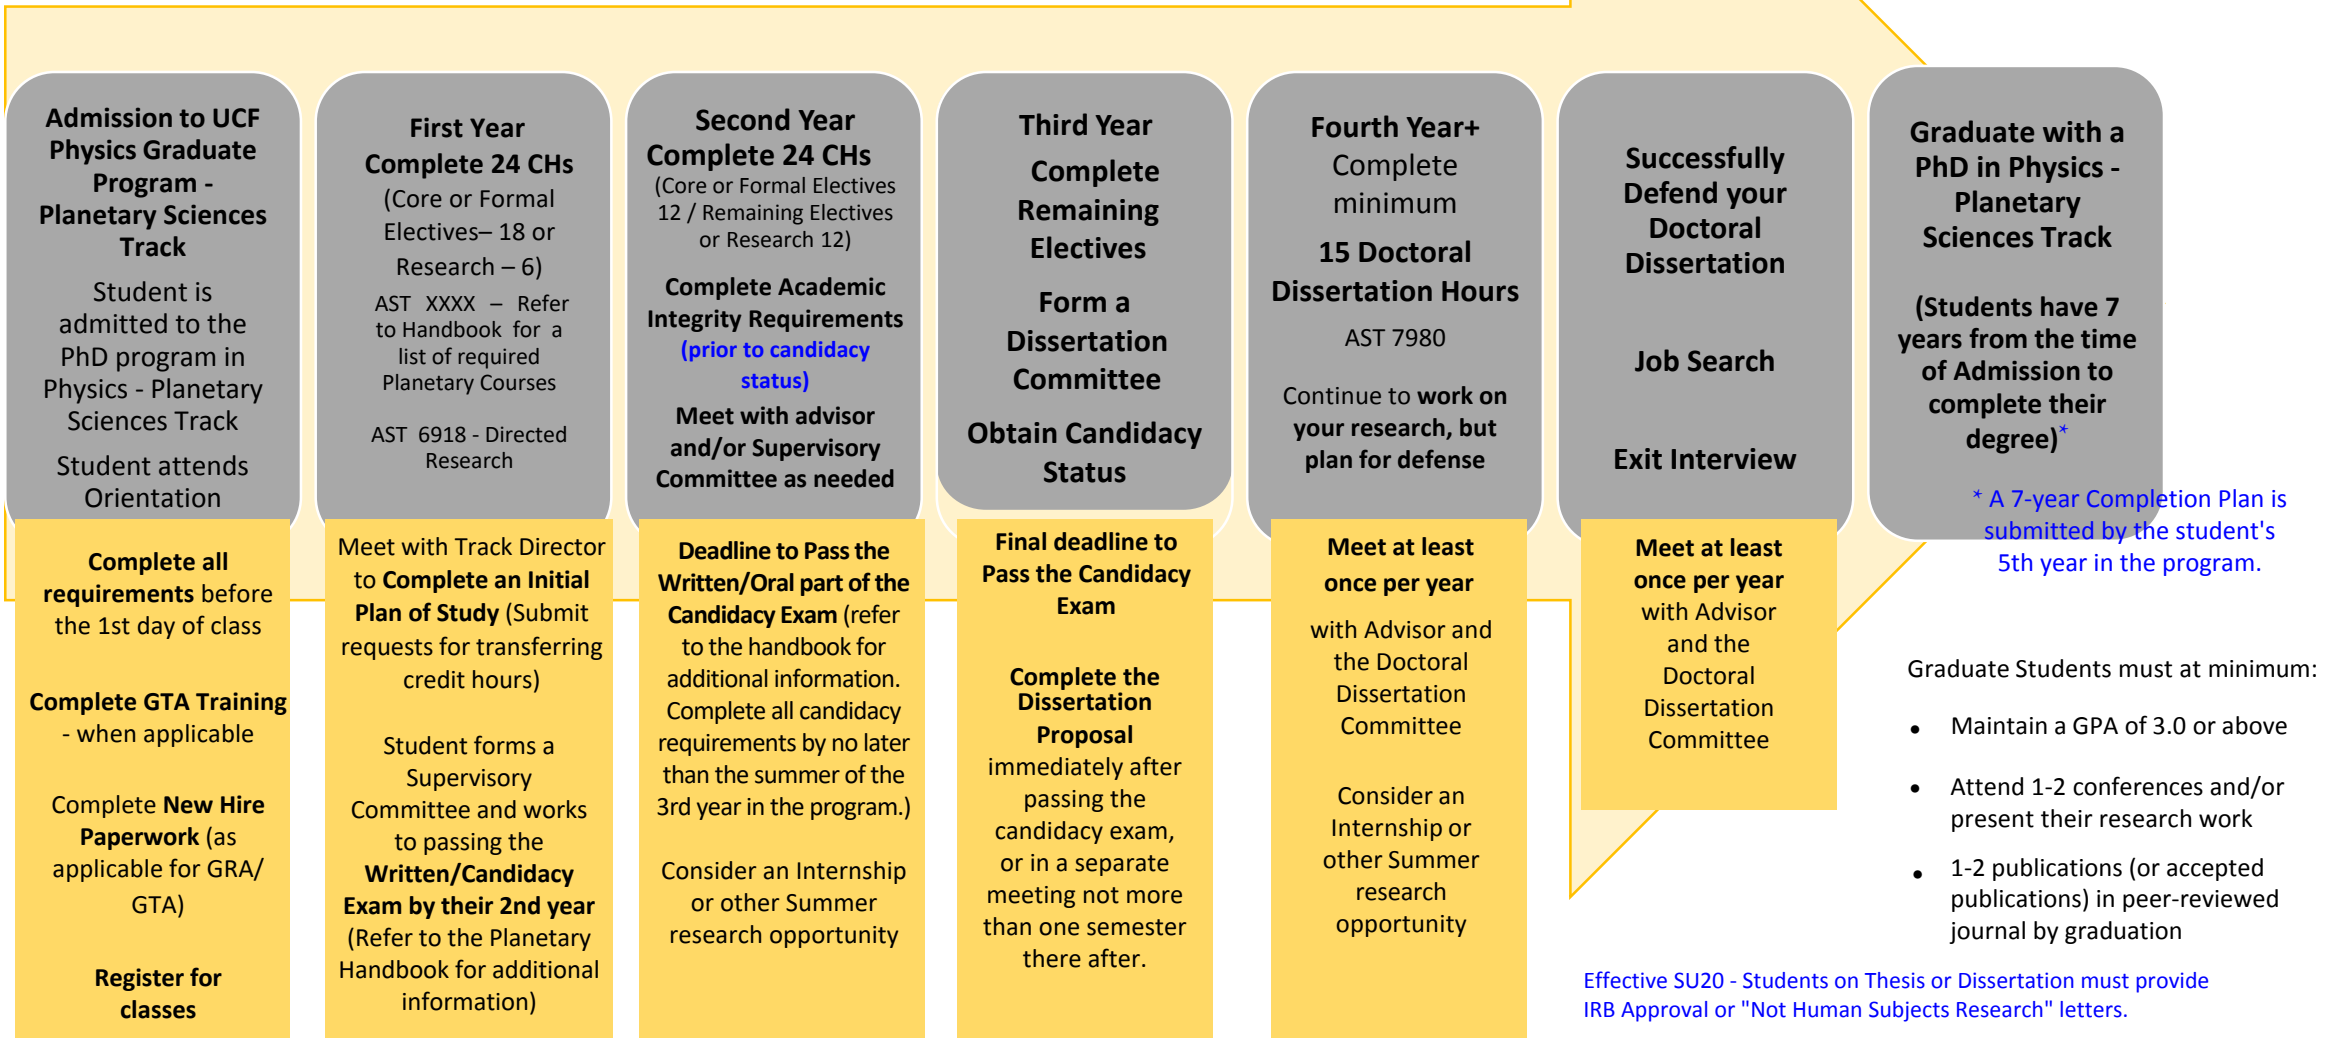 Admission to UCF
Physics Graduate
Program -
Planetary Sciences
Track
Student is
admitted to the
PhD program in
Physics - Planetary
Sciences Track
Student attends
Orientation
Complete all
requirements before
the 1st day of class
Complete GTA Training
- when applicable
Complete New Hire
Paperwork (as
applicable for GRA/
GTA)
Register for
classes
First Year
Complete 24 CHs
(Core or Formal
Electives– 18 or
Research – 6)
AST XXXX – Refer
to Handbook for a
list of required
Planetary Courses
AST 6918 - Directed
Research
Meet with Track Director
to Complete an Initial
Plan of Study (Submit
requests for transferring
credit hours)
Student forms a
Supervisory
Committee and works
to passing the
Written/Candidacy
Exam by their 2nd year
(Refer to the Planetary
Handbook for additional
information)
Second Year
Complete 24 CHs
(Core or Formal Electives
12 / Remaining Electives
or Research 12)
Complete Academic
Integrity Requirements
(prior to candidacy
status)
Meet with advisor
and/or Supervisory
Committee as needed
Deadline to Pass the
Written/Oral part of the
Candidacy Exam (refer
to the handbook for
additional information.
Complete all candidacy
requirements by no later
than the summer of the
3rd year in the program.)
Consider an Internship
or other Summer
research opportunity
Third Year
Complete
Remaining
Electives
Form a
Dissertation
Committee
Obtain Candidacy
Status
Final deadline to
Pass the Candidacy
Exam
Complete the
Dissertation
Proposal
immediately after
passing the
candidacy exam,
or in a separate
meeting not more
than one semester
there after.
Fourth Year+
Complete
minimum
15 Doctoral
Dissertation Hours
AST 7980
Continue to work on
your research, but
plan for defense
Meet at least
once per year
with Advisor and
the Doctoral
Dissertation
Committee
Consider an
Internship or
other Summer
research
opportunity
Successfully
Defend your
Doctoral
Dissertation
Job Search
Exit Interview
Meet at least
once per year
with Advisor
and the
Doctoral
Dissertation
Committee
Graduate with a
PhD in Physics -
Planetary
Sciences Track
(Students have 7
years from the time
of Admission to
complete their
degree)*
* A 7-year Completion Plan is
submitted by the student's
5th year in the program.
Graduate Students must at minimum:
• Maintain a GPA of 3.0 or above
• Attend 1-2 conferences and/or
present their research work
• 1-2 publications (or accepted
publications) in peer-reviewed
journal by graduation
Effective SU20 - Students on Thesis or Dissertation must provide
IRB Approval or "Not Human Subjects Research" letters.